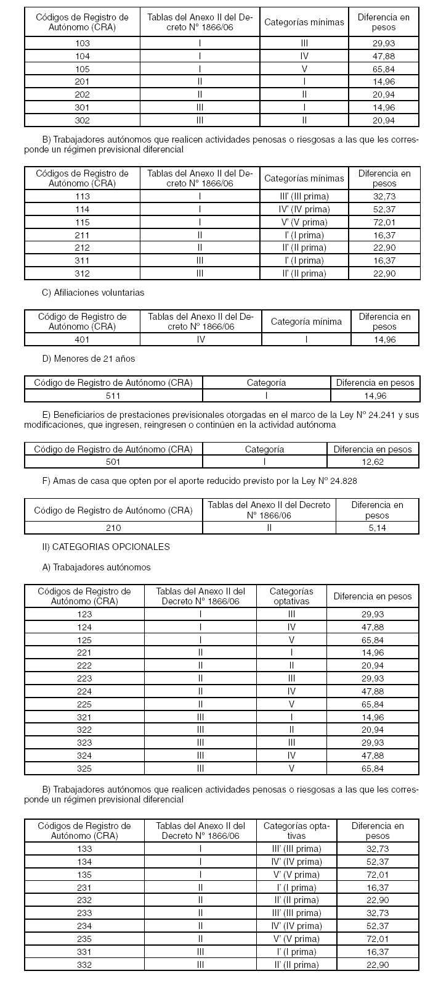 Códigos de Registro de Autónomo (CRA) Tablas del Anexo II del De-creto Nº 1866/06 Categorías mínimas Diferencia en pesos
103 I III 29,93
104 I IV 47,88
105 I V 65,84
201 II I 14,96
202 II II 20,94
301 III I 14,96
302 III II 20,94
B) Trabajadores autónomos que realicen actividades penosas o riesgosas a las que les corres-
ponde un régimen previsional diferencial
Códigos de Registro de Autónomo (CRA) Tablas del Anexo II del De-creto Nº 1866/06 Categorías mínimas Diferencia en pesos
113 I III' (III prima) 32,73
114 I IV' (IV prima) 52,37
115 I V' (V prima) 72,01
211 II I' (I prima) 16,37
212 II II' (II prima) 22,90
311 III I' (I prima) 16,37
312 III II' (II prima) 22,90
C) Afiliaciones voluntarias
Código de Registro de Autónomo (CRA) Tablas del Anexo II del De-creto Nº 1866/06 Categoría mínima Diferencia en pesos
401 IV I 14,96
D) Menores de 21 años
Código de Registro de Autónomo (CRA) Categoría Diferencia en pesos
511 I 14,96
E) Beneficiarios de prestaciones previsionales otorgadas en el marco de la Ley Nº 24.241 y sus
modificaciones, que ingresen, reingresen o continúen en la actividad autónoma
Código de Registro de Autónomo (CRA) Categoría Diferencia en pesos
501 I 12,62
F) Amas de casa que opten por el aporte reducido previsto por la Ley Nº 24.828
Código de Registro de Autónomo (CRA) Tablas del Anexo II del Decreto Nº 1866/06 Diferencia en pesos
210 II 5,14
II) CATEGORIAS OPCIONALES
A) Trabajadores autónomos
Códigos de Registro de Autónomo (CRA) Tablas del Anexo II del Decreto Nº 1866/06 Categorías optativas Diferencia en pesos
123 I III 29,93
124 I IV 47,88
125 I V 65,84
221 II I 14,96
222 II II 20,94
223 II III 29,93
224 II IV 47,88
225 II V 65,84
321 III I 14,96
322 III II 20,94
323 III III 29,93
324 III IV 47,88
325 III V 65,84
B) Trabajadores autónomos que realicen actividades penosas o riesgosas a las que les corres-
ponde un régimen previsional diferencial
Códigos de Registro de Autónomo (CRA) Tablas del Anexo II del Decreto Nº 1866/06 Categorías opta-tivas Diferencia en pesos
133 I III' (III prima) 32,73
134 I IV' (IV prima) 52,37
135 I V' (V prima) 72,01
231 II I' (I prima) 16,37
232 II II' (II prima) 22,90
233 II III' (III prima) 32,73
234 II IV' (IV prima) 52,37
235 II V' (V prima) 72,01
331 III I' (I prima) 16,37
332 III II' (II prima) 22,90